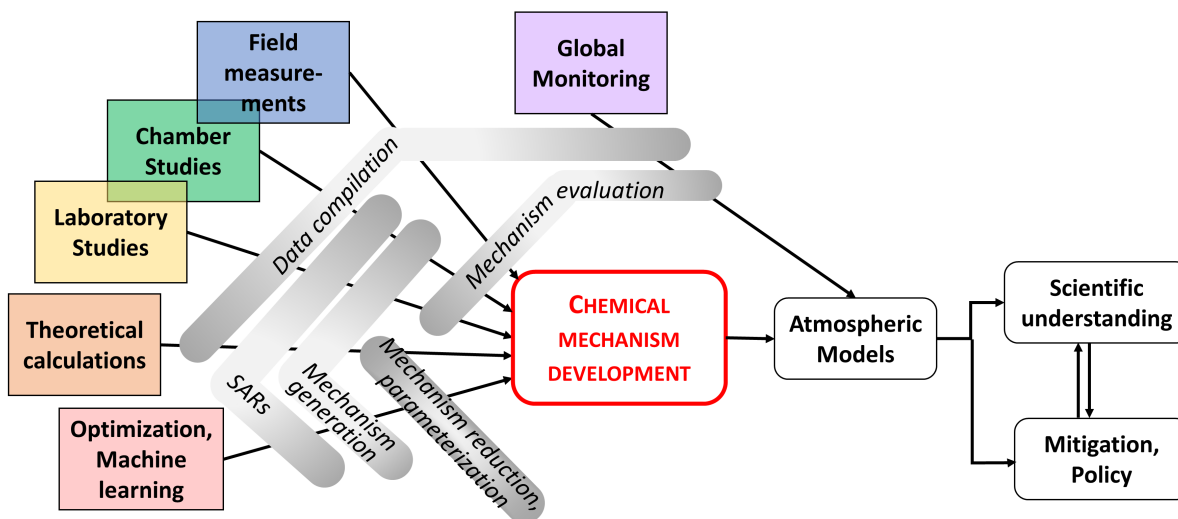 Field
measure-
ments
Global
Monitoring
Chamber
Studies
Laboratory
Studies
Theoretical
calculations
Optimization,
Machine
learning
Data compilation
Mechanism evaluation
SARs
Mechanism
generation
Mechanism reduction,
parameterization
CHEMICAL
MECHANISM
DEVELOPMENT
Atmospheric
Models
Scientific
understanding
Mitigation,
Policy